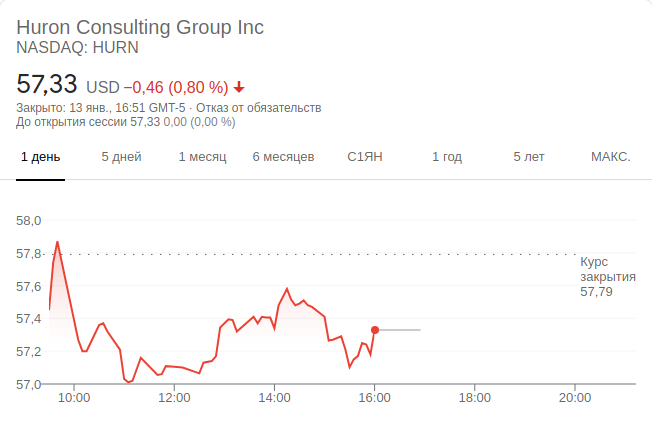 Huron Consulting Group Inc
NASDAQ: HURN
57,33 USD −0,46 (0,80 %)
Закрыто: 13 янв., 16:51 GMT-5 · Отказ от обязательств
До открытия сессии 57,33 0,00 (0,00 %)
1 день 5 дней 1 месяц 6 месяцев С1ЯН 1 год 5 лет МАКС.
58,0
57,8
Курс
закрытия
57,79
57,6
57,4
57,2
57,0
10:00 12:00 14:00 16:00 18:00 20:00